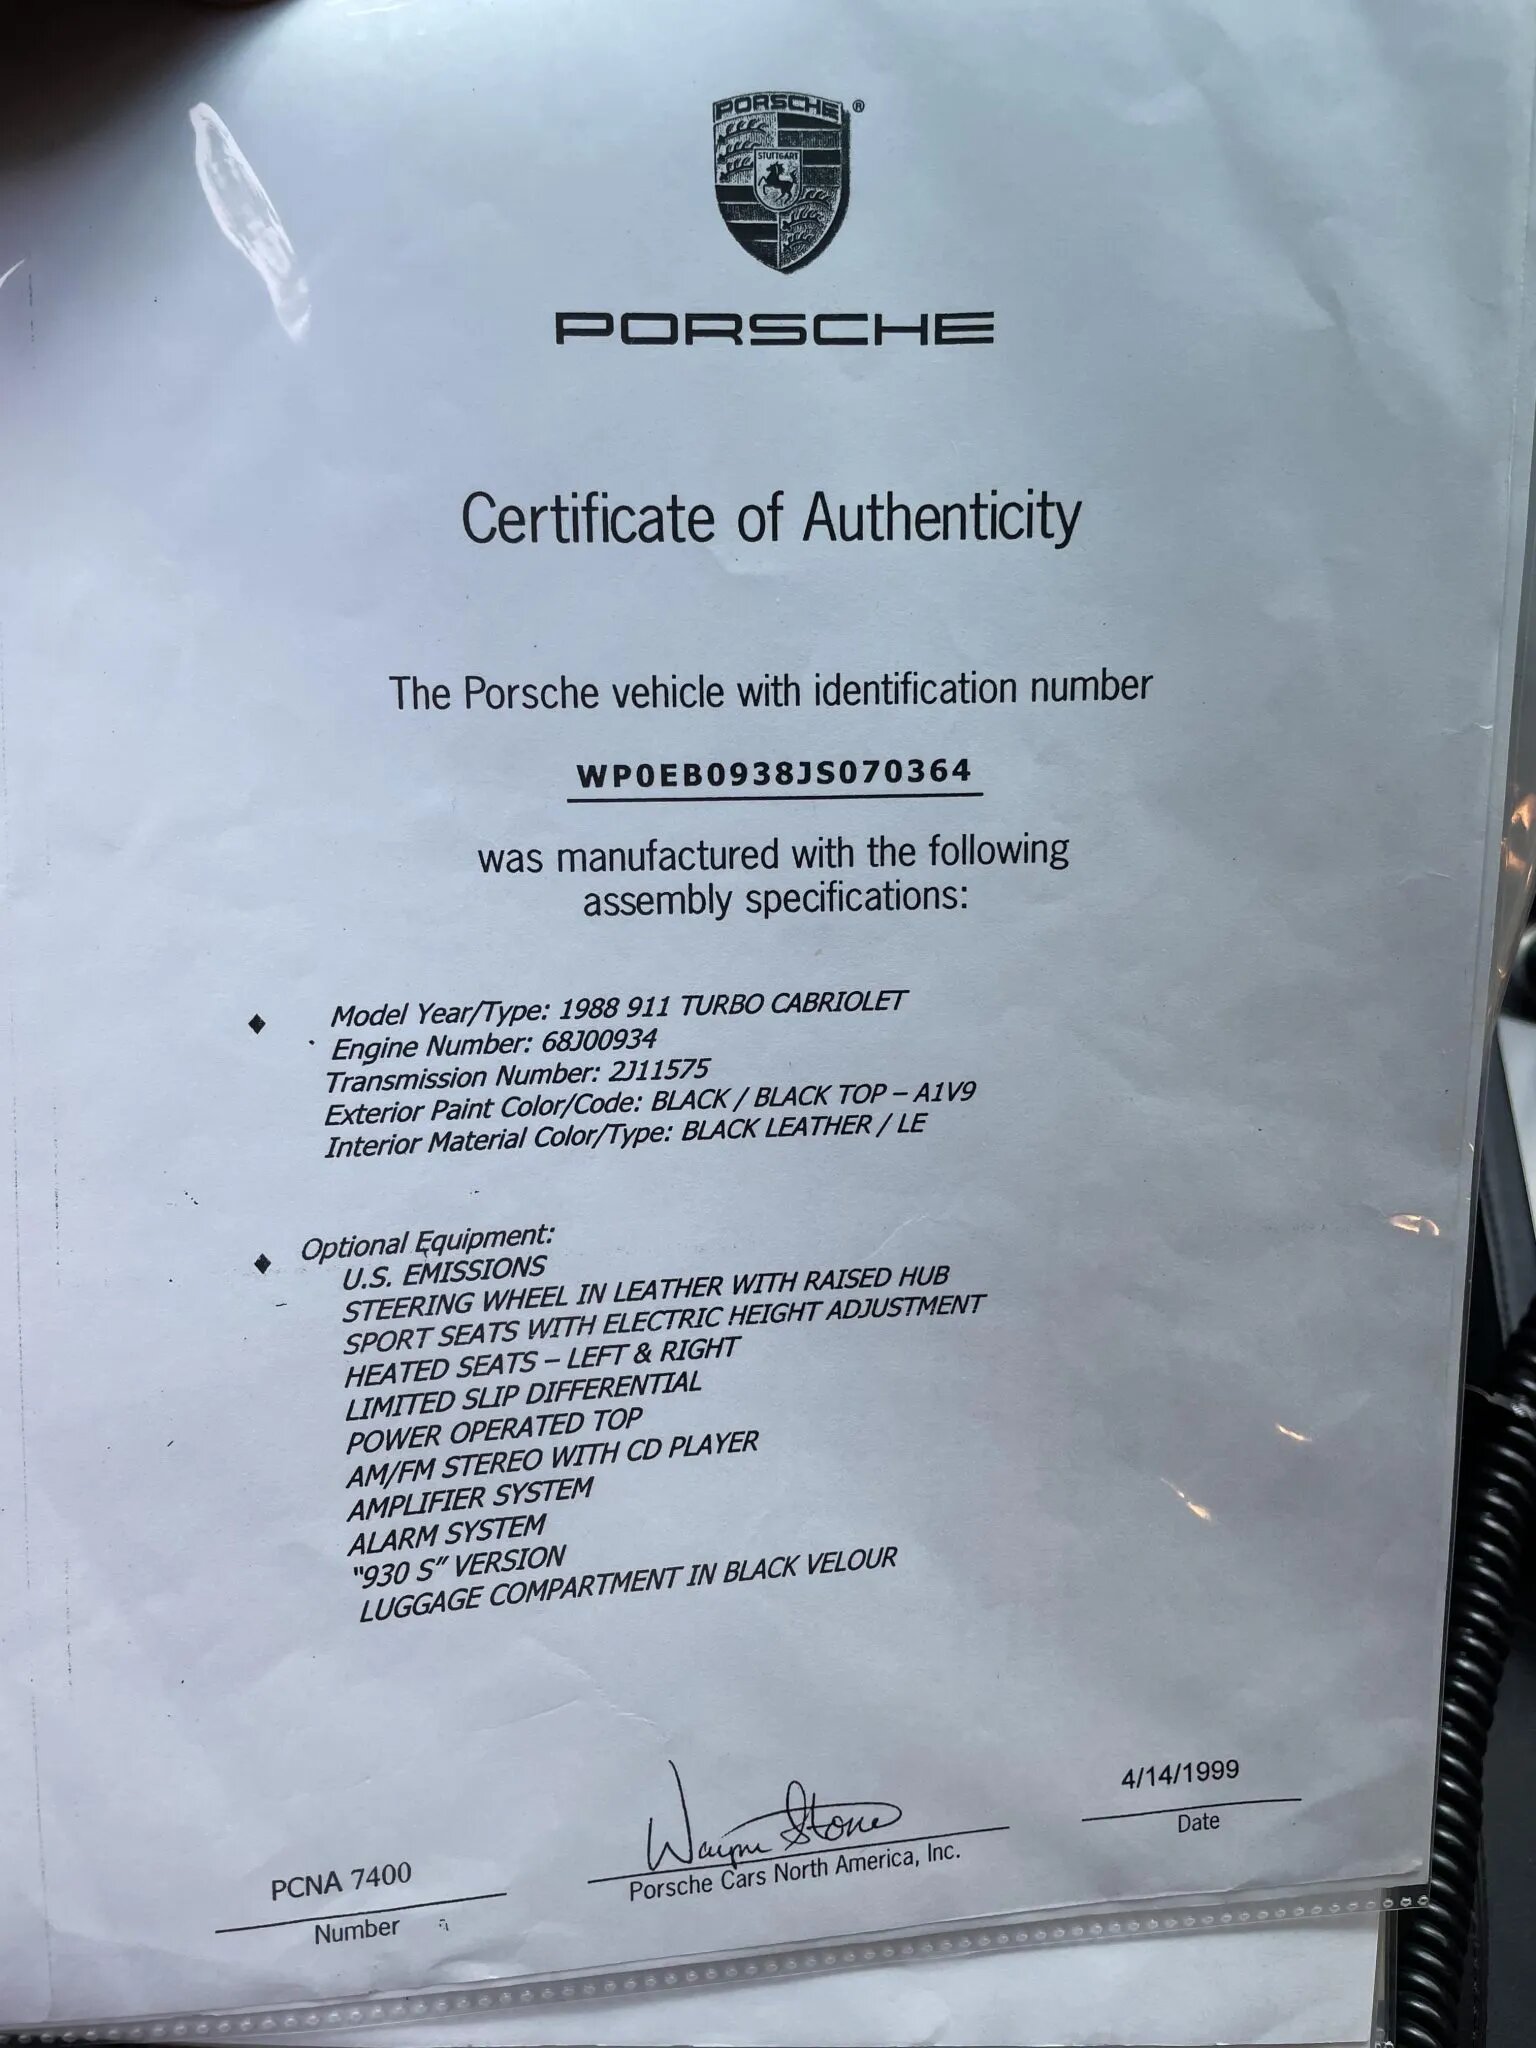 PORSCHE ®
STUTTGART
PORSCHE
Certificate of Authenticity
The Porsche vehicle with identification number
WP0EB0938JS070364
was manufactured with the following
assembly specifications:
♦ Model Year/Type: 1988 911 TURBO CABRIOLET
Engine Number: 68J00934
Transmission Number: 2J11575
Exterior Paint Color/Code: BLACK / BLACK TOP – A1V9
Interior Material Color/Type: BLACK LEATHER / LE
♦ Optional Equipment:
U.S. EMISSIONS
STEERING WHEEL IN LEATHER WITH RAISED HUB
SPORT SEATS WITH ELECTRIC HEIGHT ADJUSTMENT
HEATED SEATS – LEFT & RIGHT
LIMITED SLIP DIFFERENTIAL
POWER OPERATED TOP
AM/FM STEREO WITH CD PLAYER
AMPLIFIER SYSTEM
ALARM SYSTEM
"930 S" VERSION
LUGGAGE COMPARTMENT IN BLACK VELOUR
PCNA 7400
Number
Wayne Stone
Porsche Cars North America, Inc.
4/14/1999
Date